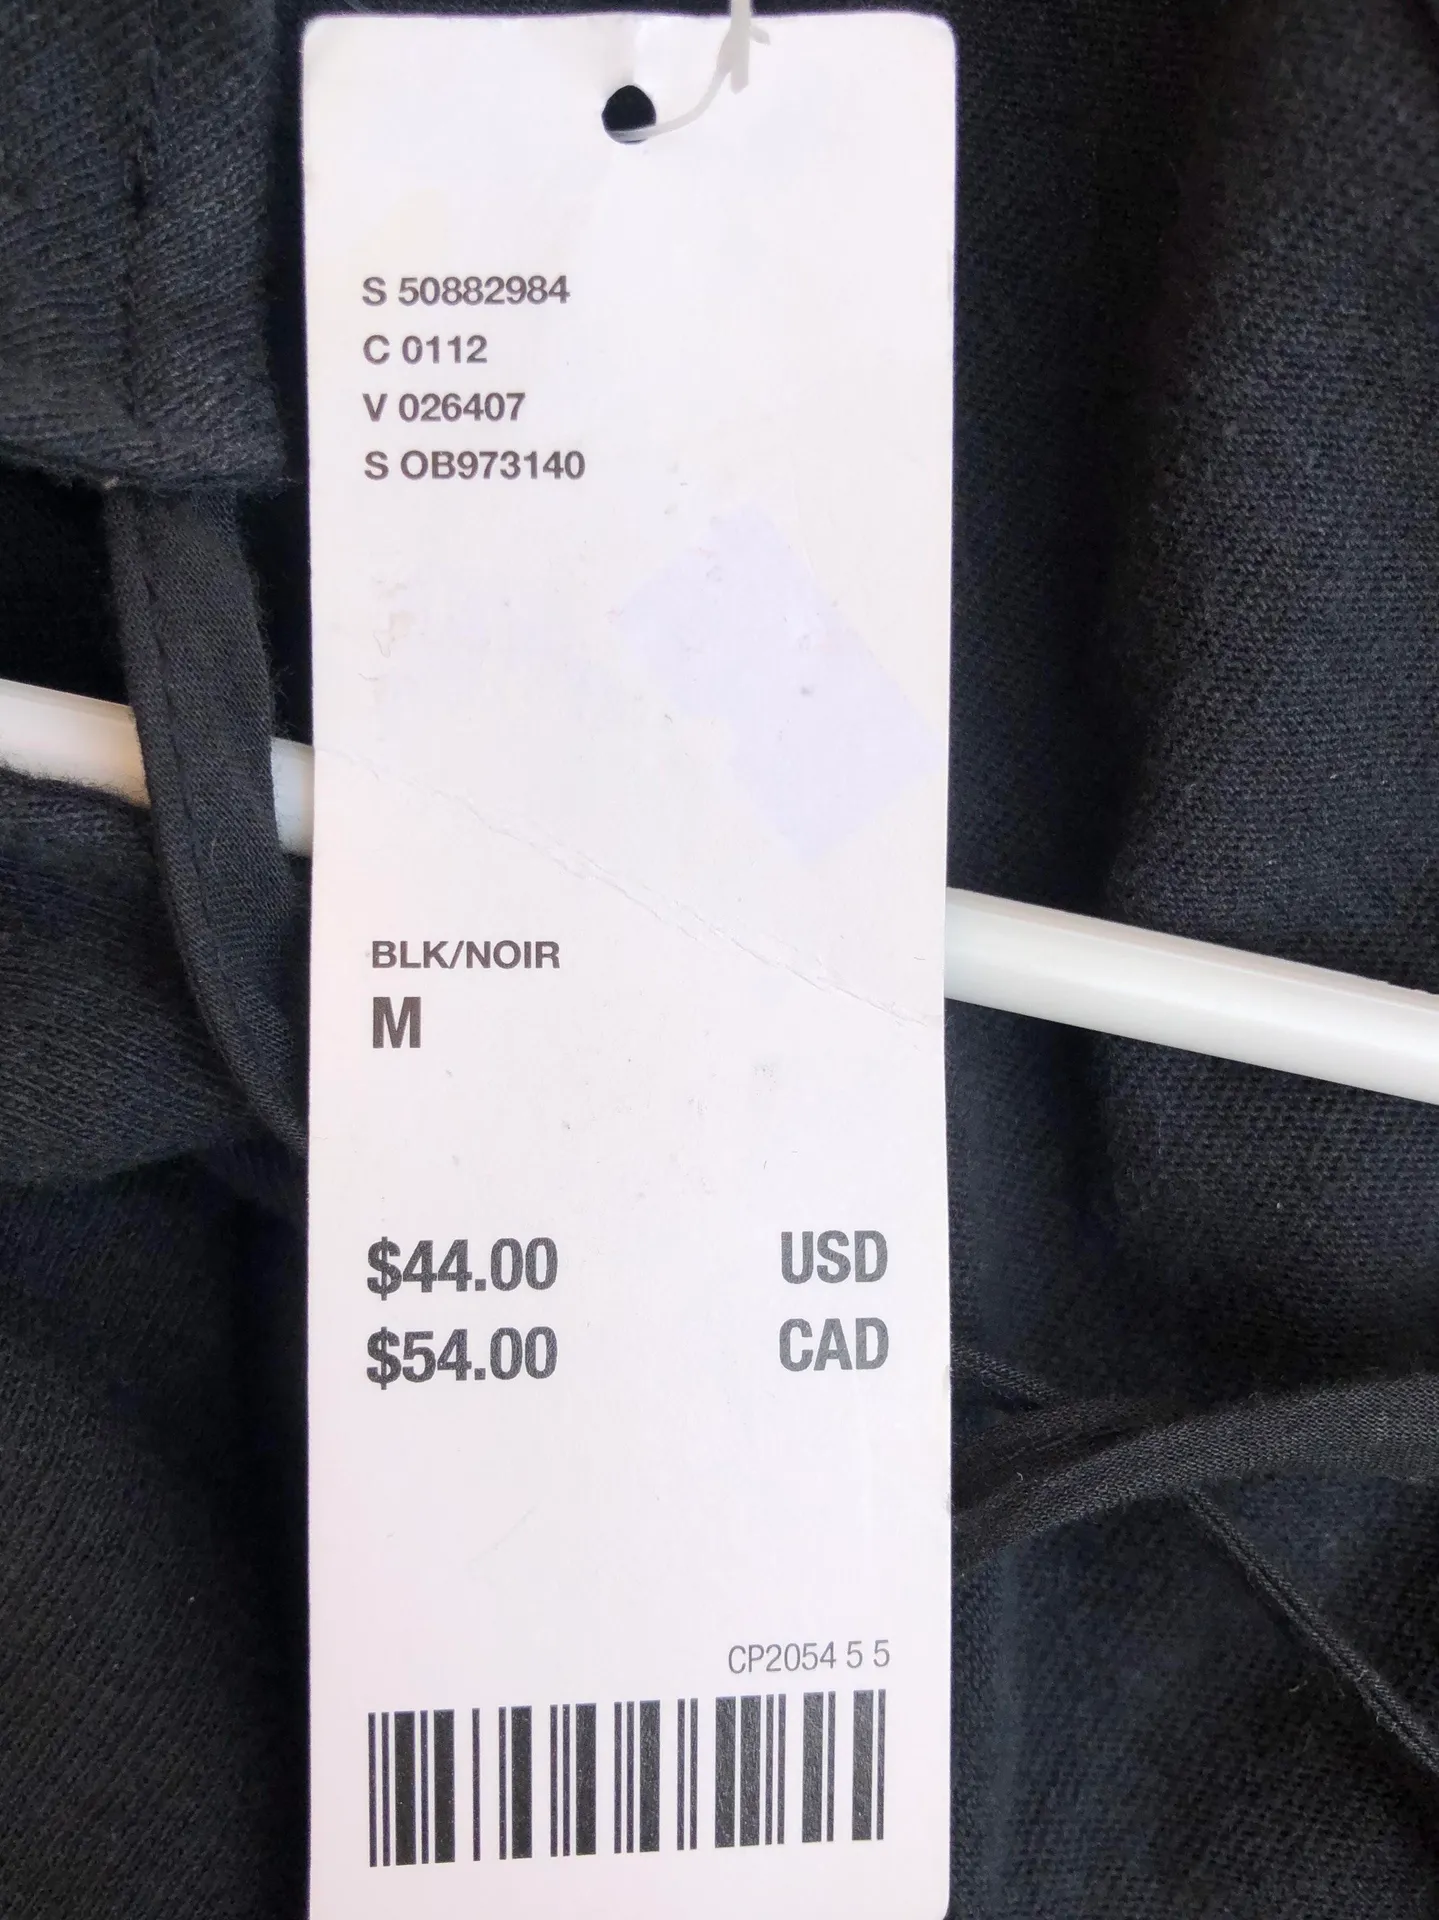 S 50882984
C 0112
V 026407
S OB973140
BLK/NOIR
M
$44.00 USD
$54.00 CAD
CP2054 5 5